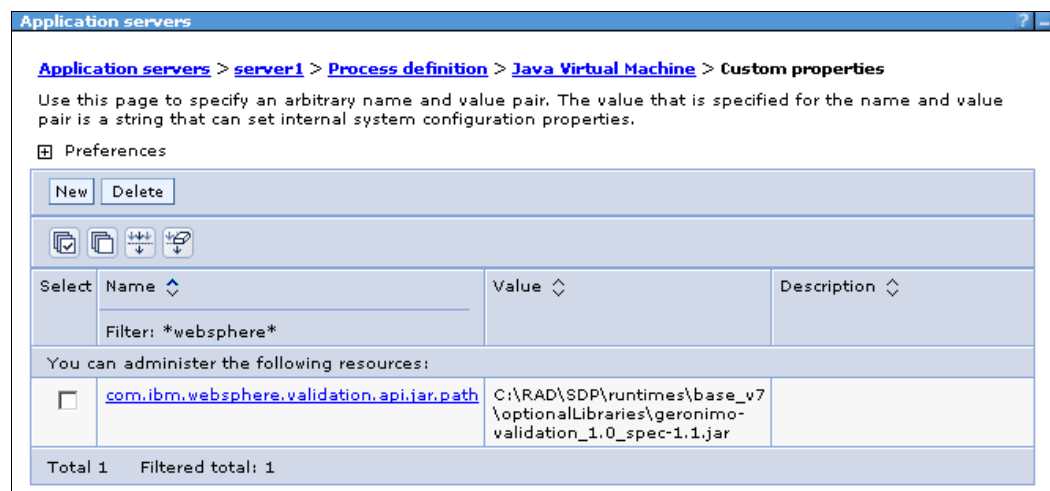 Application servers ? –
Application servers > server1 > Process definition > Java Virtual Machine > Custom properties
Use this page to specify an arbitrary name and value pair. The value that is specified for the name and value
pair is a string that can set internal system configuration properties.
Preferences
New Delete
Select Name Value Description
Filter: *websphere*
You can administer the following resources:
com.ibm.websphere.validation.api.jar.path C:\RAD\SDP\runtimes\base_v7
\optionalLibraries\geronimo-
validation_1.0_spec-1.1.jar
Total 1 Filtered total: 1